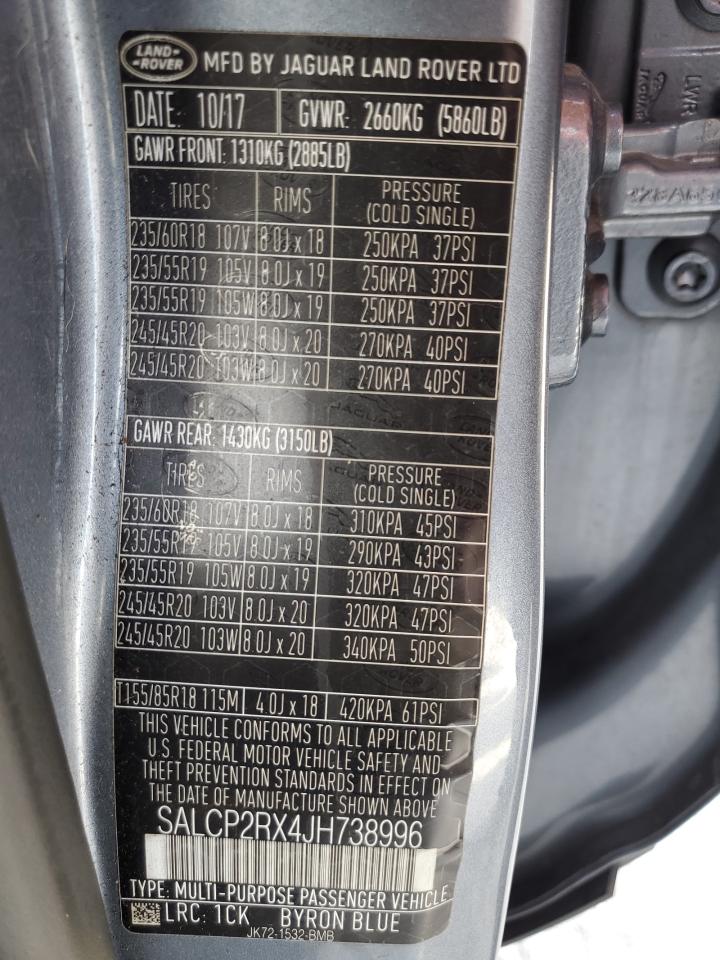 LAND ROVER MFD BY JAGUAR LAND ROVER LTD
DATE: 10/17 GVWR: 2660KG (5860LB)
GAWR FRONT: 1310KG (2885LB)
TIRES RIMS PRESSURE (COLD SINGLE)
235/60R18 107V 8.0J x 18 250KPA 37PSI
235/55R19 105V 8.0J x 19 250KPA 37PSI
235/55R19 105W 8.0J x 19 250KPA 37PSI
245/45R20 103V 8.0J x 20 270KPA 40PSI
245/45R20 103W 8.0J x 20 270KPA 40PSI
GAWR REAR: 1430KG (3150LB)
TIRES RIMS PRESSURE (COLD SINGLE)
235/60R18 107V 8.0J x 18 310KPA 45PSI
235/55R19 105V 8.0J x 19 290KPA 43PSI
235/55R19 105W 8.0J x 19 320KPA 47PSI
245/45R20 103V 8.0J x 20 320KPA 47PSI
245/45R20 103W 8.0J x 20 340KPA 50PSI
T155/85R18 115M 4.0J x 18 420KPA 61PSI
THIS VEHICLE CONFORMS TO ALL APPLICABLE
U.S. FEDERAL MOTOR VEHICLE SAFETY AND
THEFT PREVENTION STANDARDS IN EFFECT ON
THE DATE OF MANUFACTURE SHOWN ABOVE
SALCP2RX4JH738996
TYPE: MULTI-PURPOSE PASSENGER VEHICLE
LRC: 1CK BYRON BLUE
JK72-1532-BMB